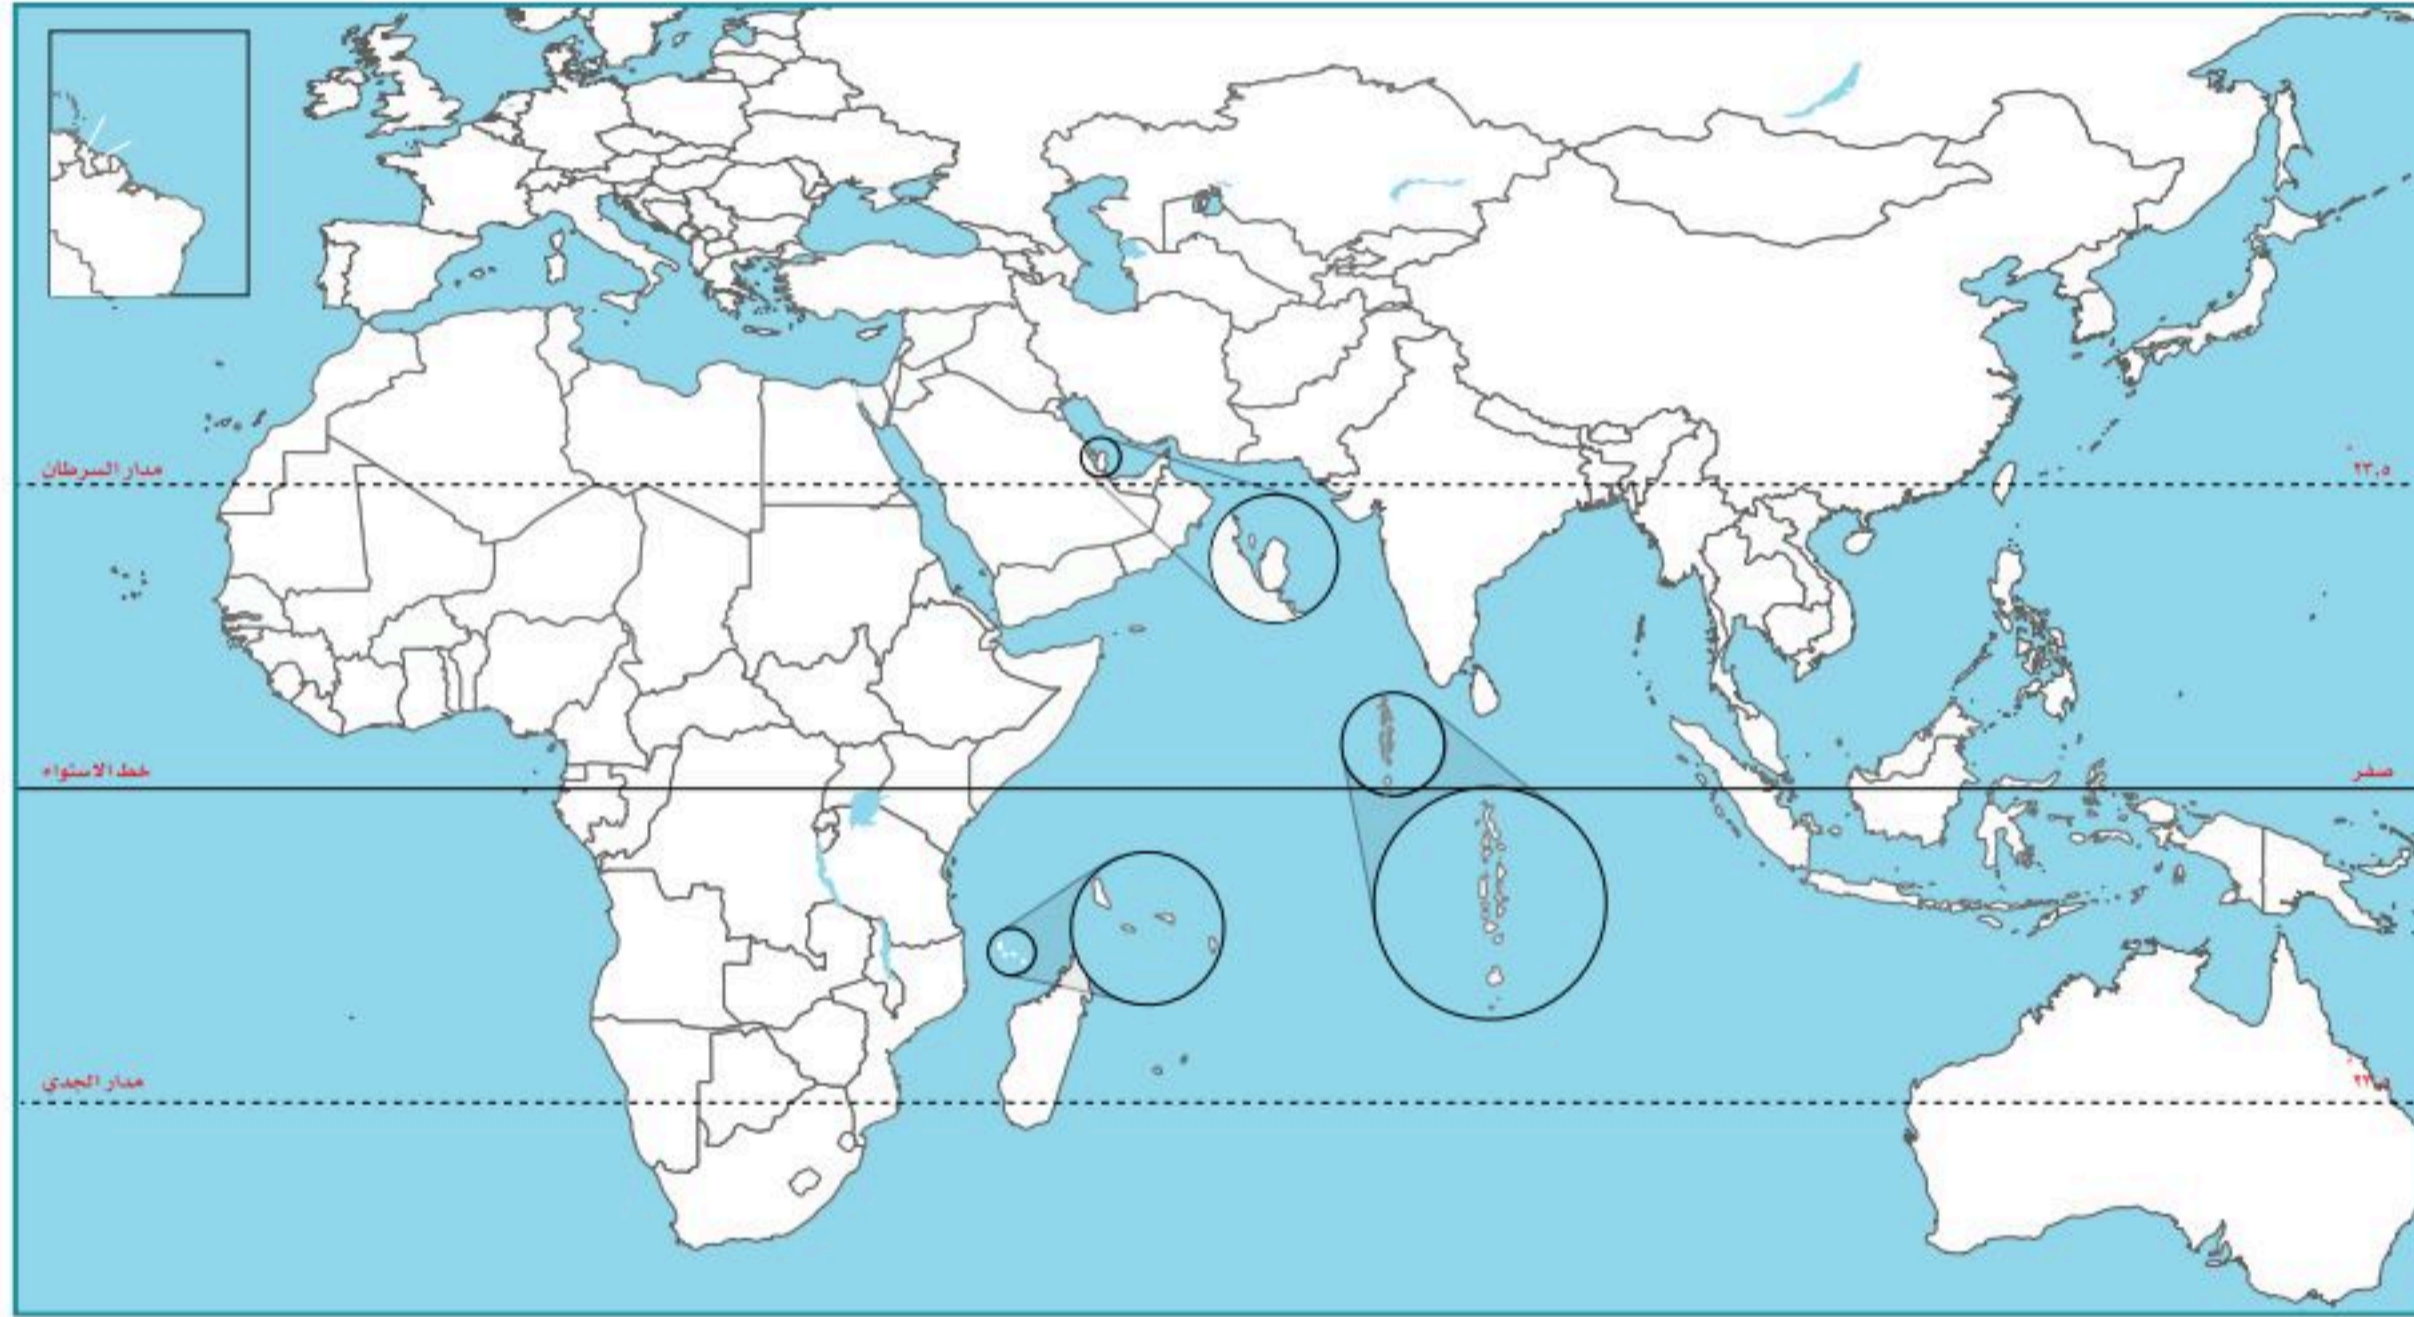 مدار السرطان
٢٣.٥
خط الاستواء
صفر
مدار الجدي